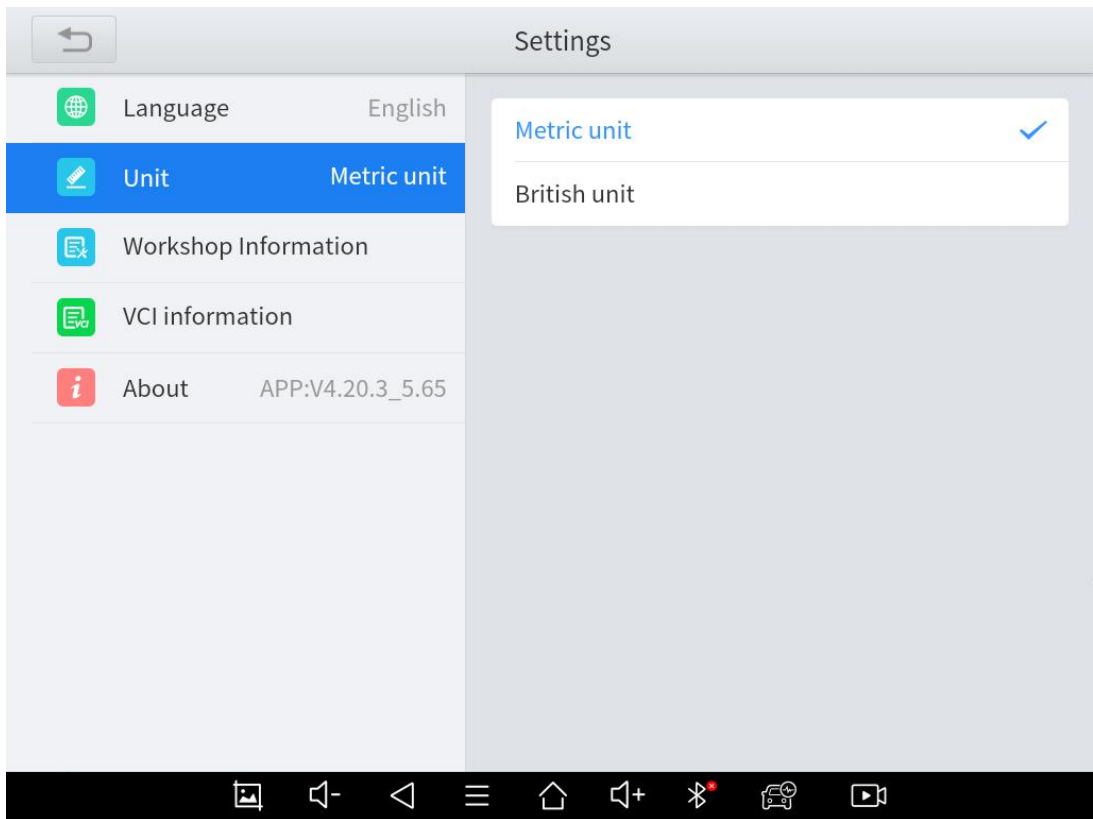 Settings
Language English
Unit Metric unit
Workshop Information
VCI information
About APP:V4.20.3_5.65
Metric unit
British unit